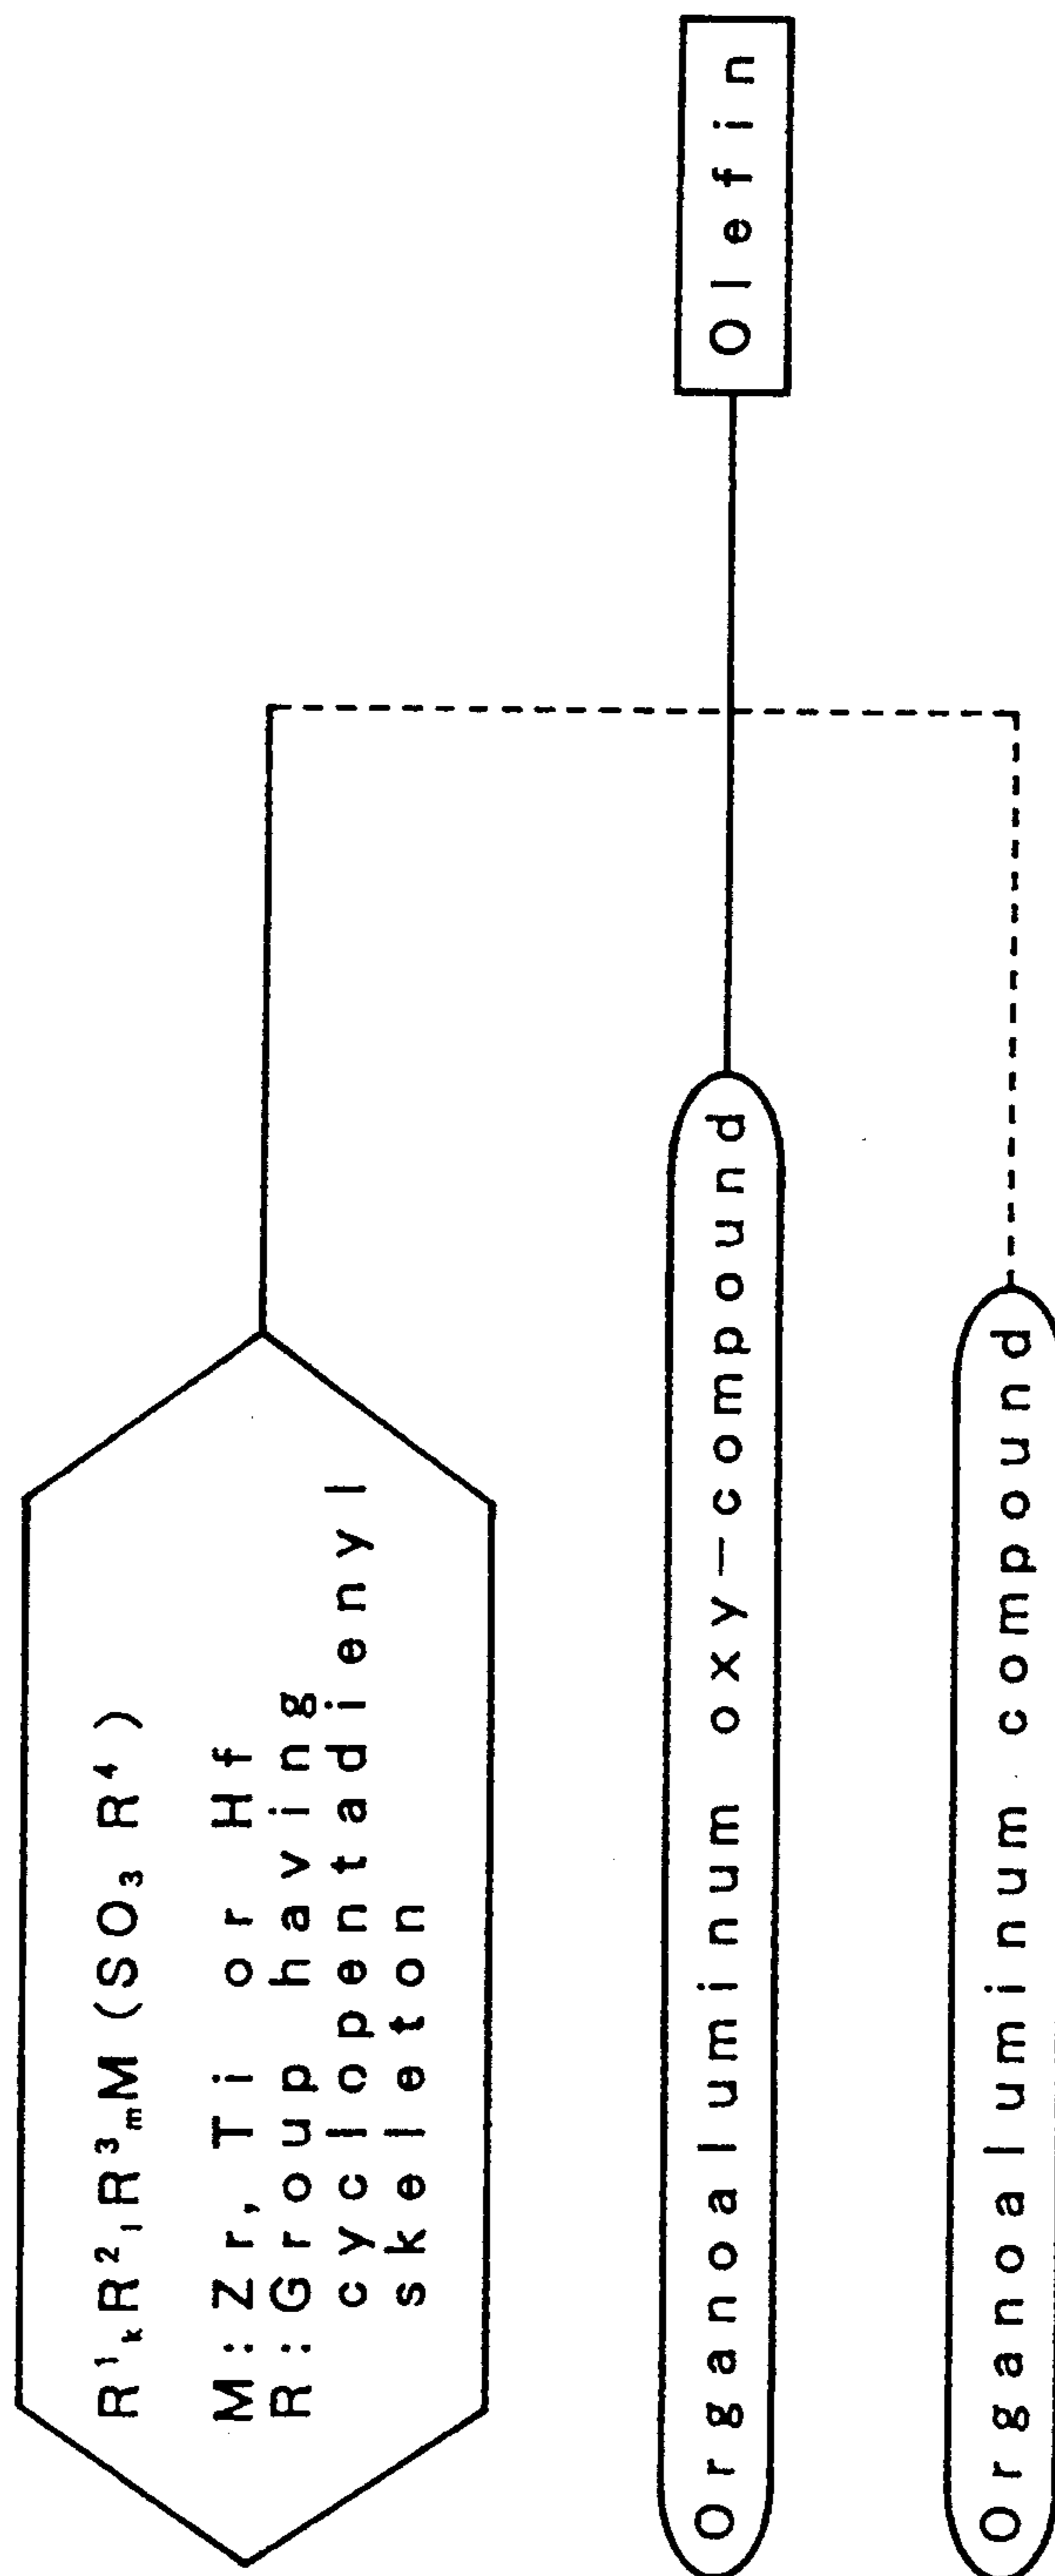 R¹ₖR²ₗR³ₘM(SO₃R⁴)
M: Zr, Ti or Hf
R: Group having
cyclopentadienyl
skeleton
Organoaluminum oxy-compound
Olefin
Organoaluminum compound